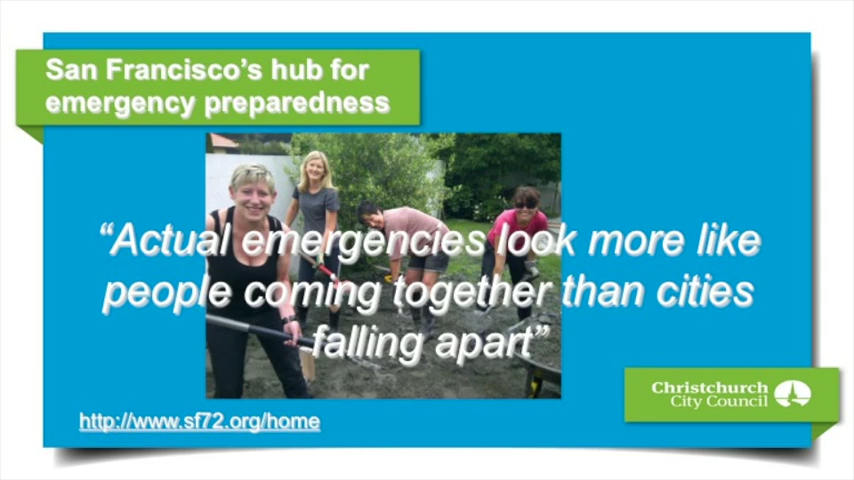 San Francisco’s hub for
emergency preparedness
“Actual emergencies look more like
people coming together than cities
falling apart”
Christchurch
City Council
http://www.sf72.org/home